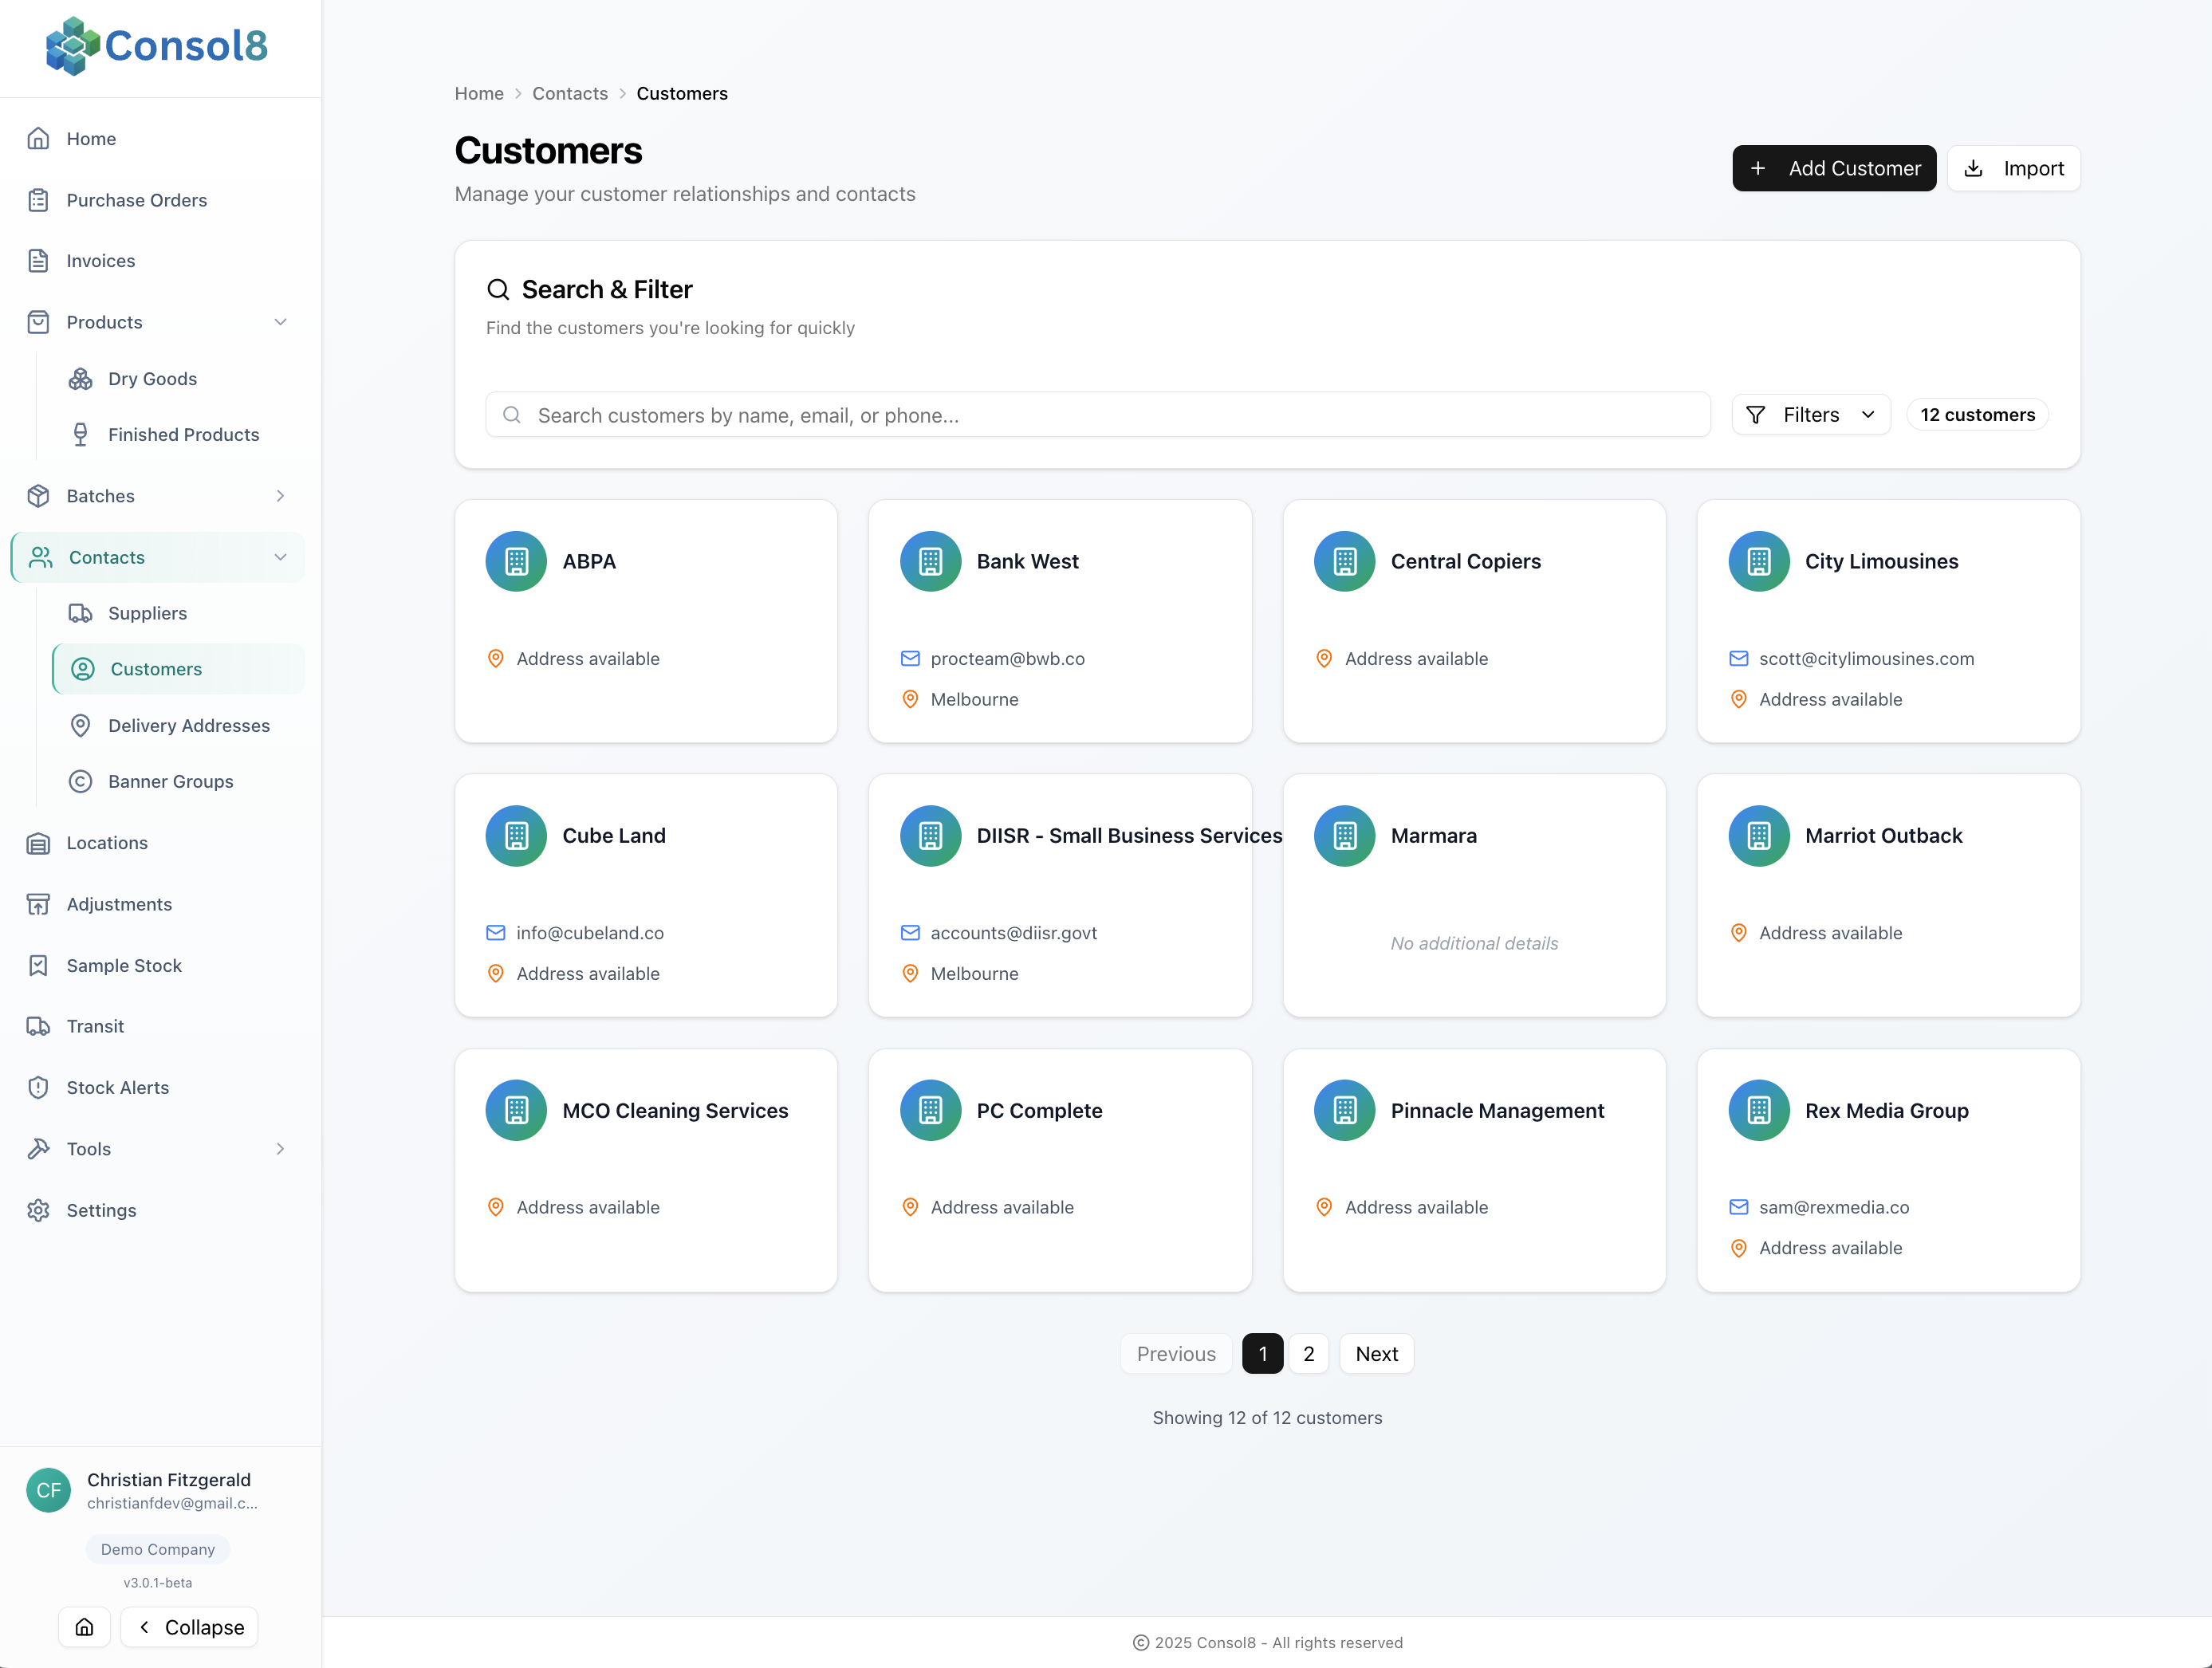 Consol8
Home
Purchase Orders
Invoices
Products
Dry Goods
Finished Products
Batches
Contacts
Suppliers
Customers
Delivery Addresses
Banner Groups
Locations
Adjustments
Sample Stock
Transit
Stock Alerts
Tools
Settings
CF
Christian Fitzgerald
christianfdev@gmail.c...
Demo Company
v3.0.1-beta
Collapse
Home > Contacts > Customers
Customers
Manage your customer relationships and contacts
Add Customer
Import
Search & Filter
Find the customers you're looking for quickly
Search customers by name, email, or phone...
Filters
12 customers
ABPA
Address available
Bank West
procteam@bwb.co
Melbourne
Central Copiers
Address available
City Limousines
scott@citylimousines.com
Address available
Cube Land
info@cubeland.co
Address available
DIISR - Small Business Services
accounts@diisr.govt
Melbourne
Marmara
No additional details
Marriot Outback
Address available
MCO Cleaning Services
Address available
PC Complete
Address available
Pinnacle Management
Address available
Rex Media Group
sam@rexmedia.co
Address available
Previous 1 2 Next
Showing 12 of 12 customers
© 2025 Consol8 - All rights reserved